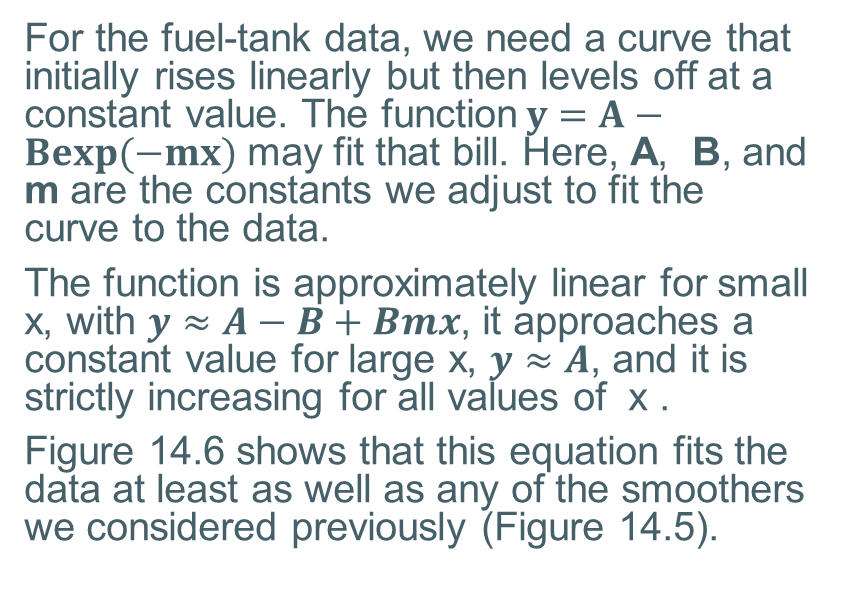 For the fuel-tank data, we need a curve that
initially rises linearly but then levels off at a
constant value. The function y = A −
Bexp(−mx) may fit that bill. Here, A, B, and
m are the constants we adjust to fit the
curve to the data.
The function is approximately linear for small
x, with y ≈ A − B + Bmx, it approaches a
constant value for large x, y ≈ A, and it is
strictly increasing for all values of x .
Figure 14.6 shows that this equation fits the
data at least as well as any of the smoothers
we considered previously (Figure 14.5).